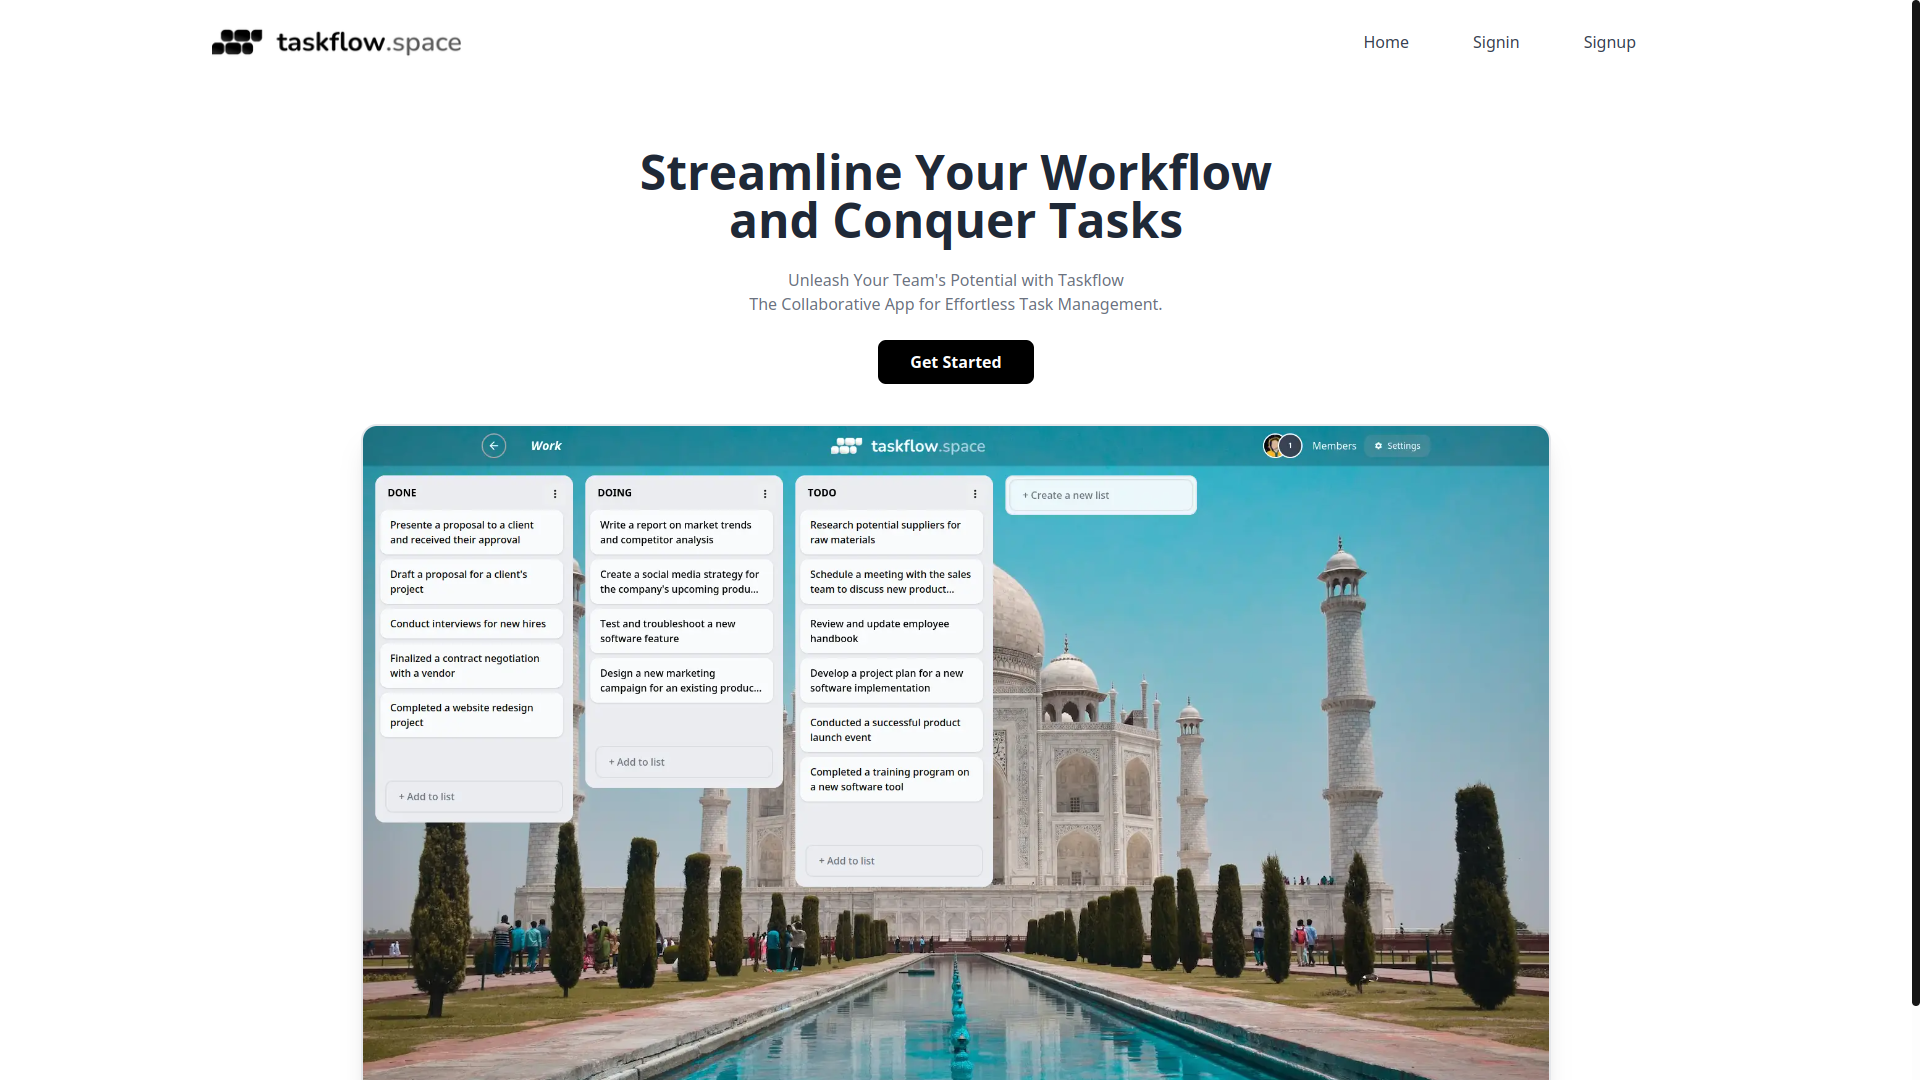 taskflow.space
Home
Signin
Signup
Streamline Your Workflow
and Conquer Tasks
Unleash Your Team's Potential with Taskflow
The Collaborative App for Effortless Task Management.
Get Started
Work
taskflow.space
1
Members
Settings
DONE
Presente a proposal to a client
and received their approval
Draft a proposal for a client's
project
Conduct interviews for new hires
Finalized a contract negotiation
with a vendor
Completed a website redesign
project
+ Add to list
DOING
Write a report on market trends
and competitor analysis
Create a social media strategy for
the company's upcoming produ...
Test and troubleshoot a new
software feature
Design a new marketing
campaign for an existing produc...
+ Add to list
TODO
Research potential suppliers for
raw materials
Schedule a meeting with the sales
team to discuss new product...
Review and update employee
handbook
Develop a project plan for a new
software implementation
Conducted a successful product
launch event
Completed a training program on
a new software tool
+ Add to list
+ Create a new list